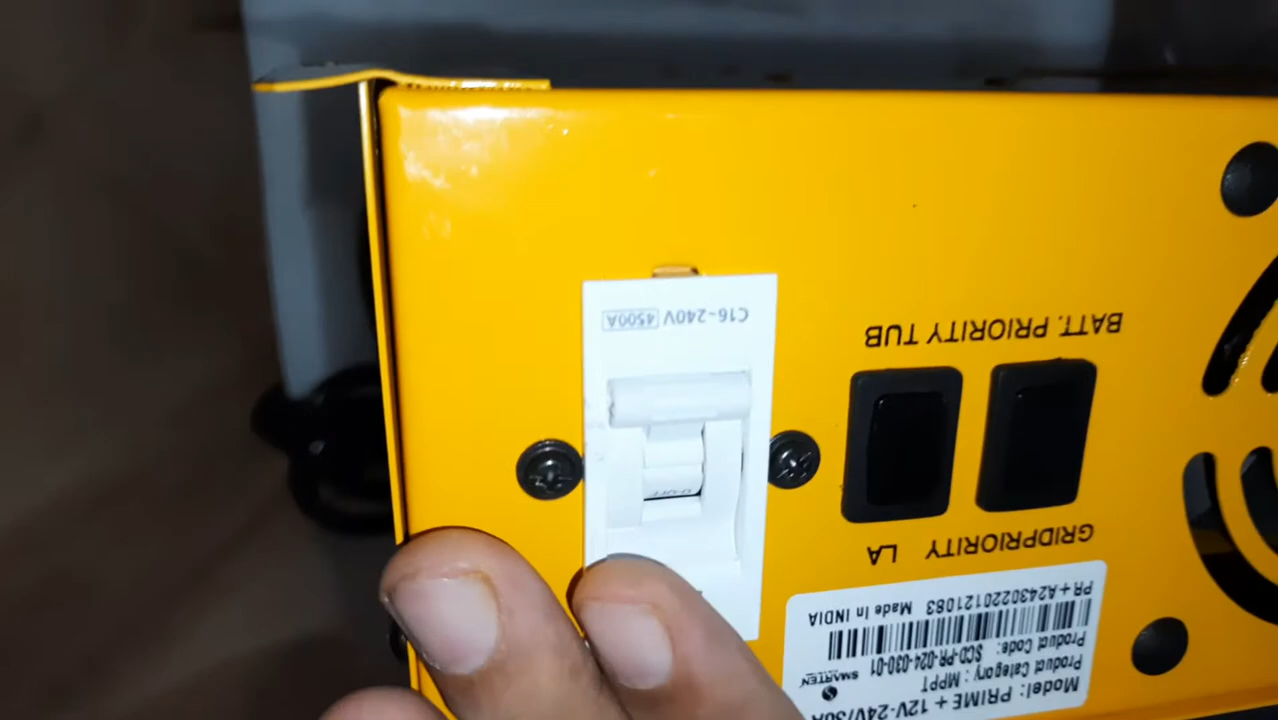 Model: PRIME + 12V-24V/30A
Product Category : MPPT
SMARTEN
Product Code: SCD-PR-024-030-01
PR+A2430220121083 Made In INDIA
GRIDPRIORITY LA
BATT. PRIORITY TUB
O-OFF
C16~240V 4500A